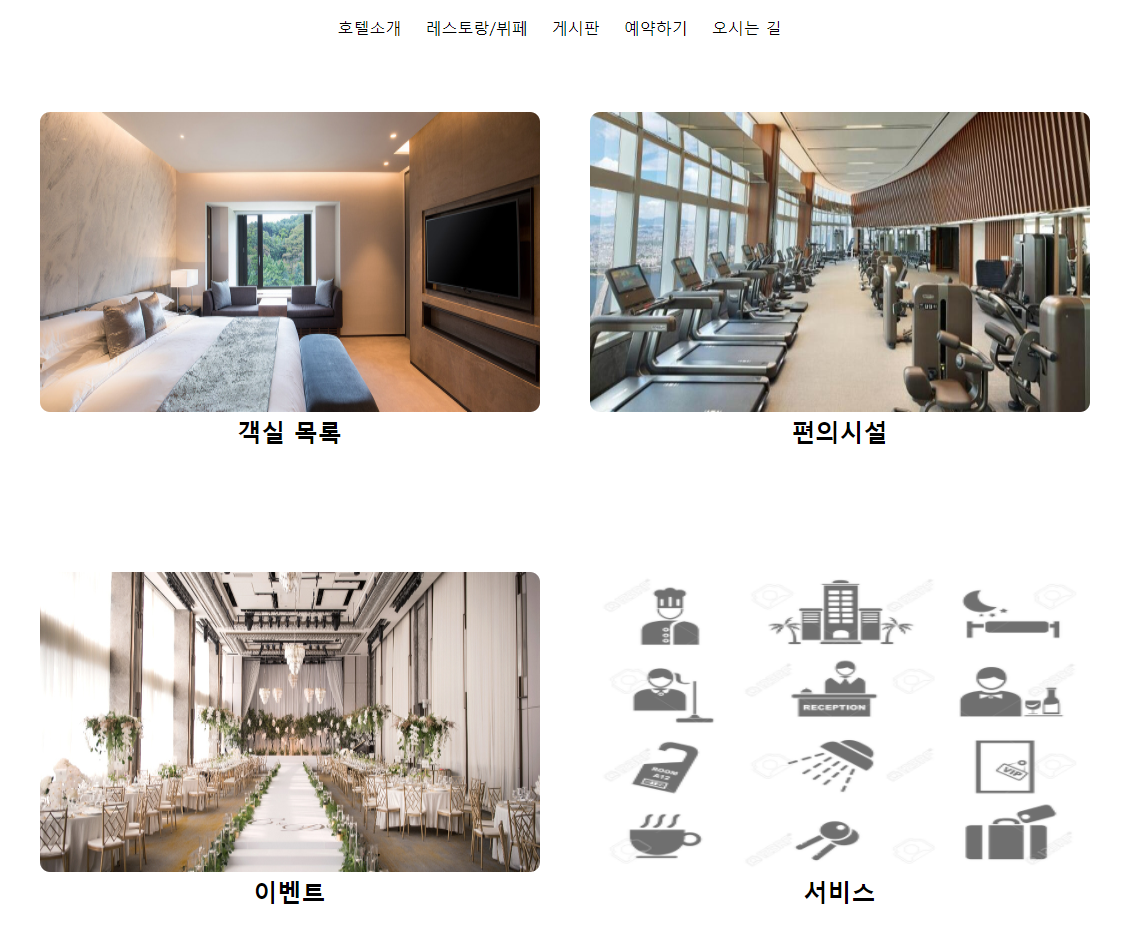 호텔소개 레스토랑/뷔페 게시판 예약하기 오시는 길
객실 목록
편의시설
RECEPTION
ROOM
A12
VIP
이벤트
서비스